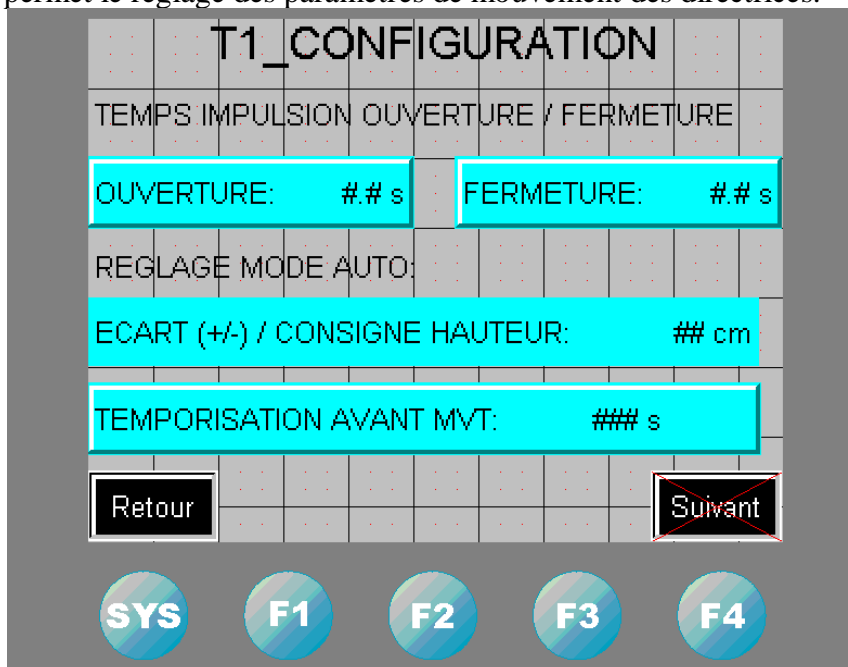 permet le réglage des paramètres de mouvement des directrices.
T1_CONFIGURATION
TEMPS IMPULSION OUVERTURE / FERMETURE
OUVERTURE: #.# s FERMETURE: #.# s
REGLAGE MODE AUTO:
ECART (+/-) / CONSIGNE HAUTEUR: ## cm
TEMPORISATION AVANT MVT: ### s
Retour Suivant
SYS F1 F2 F3 F4